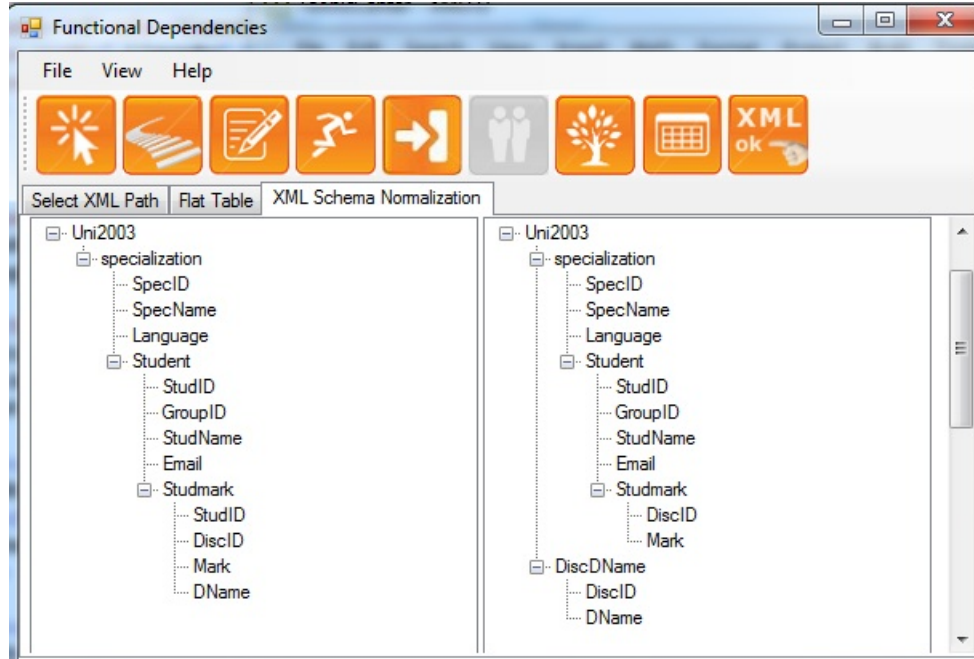 Functional Dependencies
File View Help
XML
ok
Select XML Path Flat Table XML Schema Normalization
Uni2003
specialization
SpecID
SpecName
Language
Student
StudID
GroupID
StudName
Email
Studmark
StudID
DiscID
Mark
DName
Uni2003
specialization
SpecID
SpecName
Language
Student
StudID
GroupID
StudName
Email
Studmark
DiscID
Mark
DiscDName
DiscID
DName